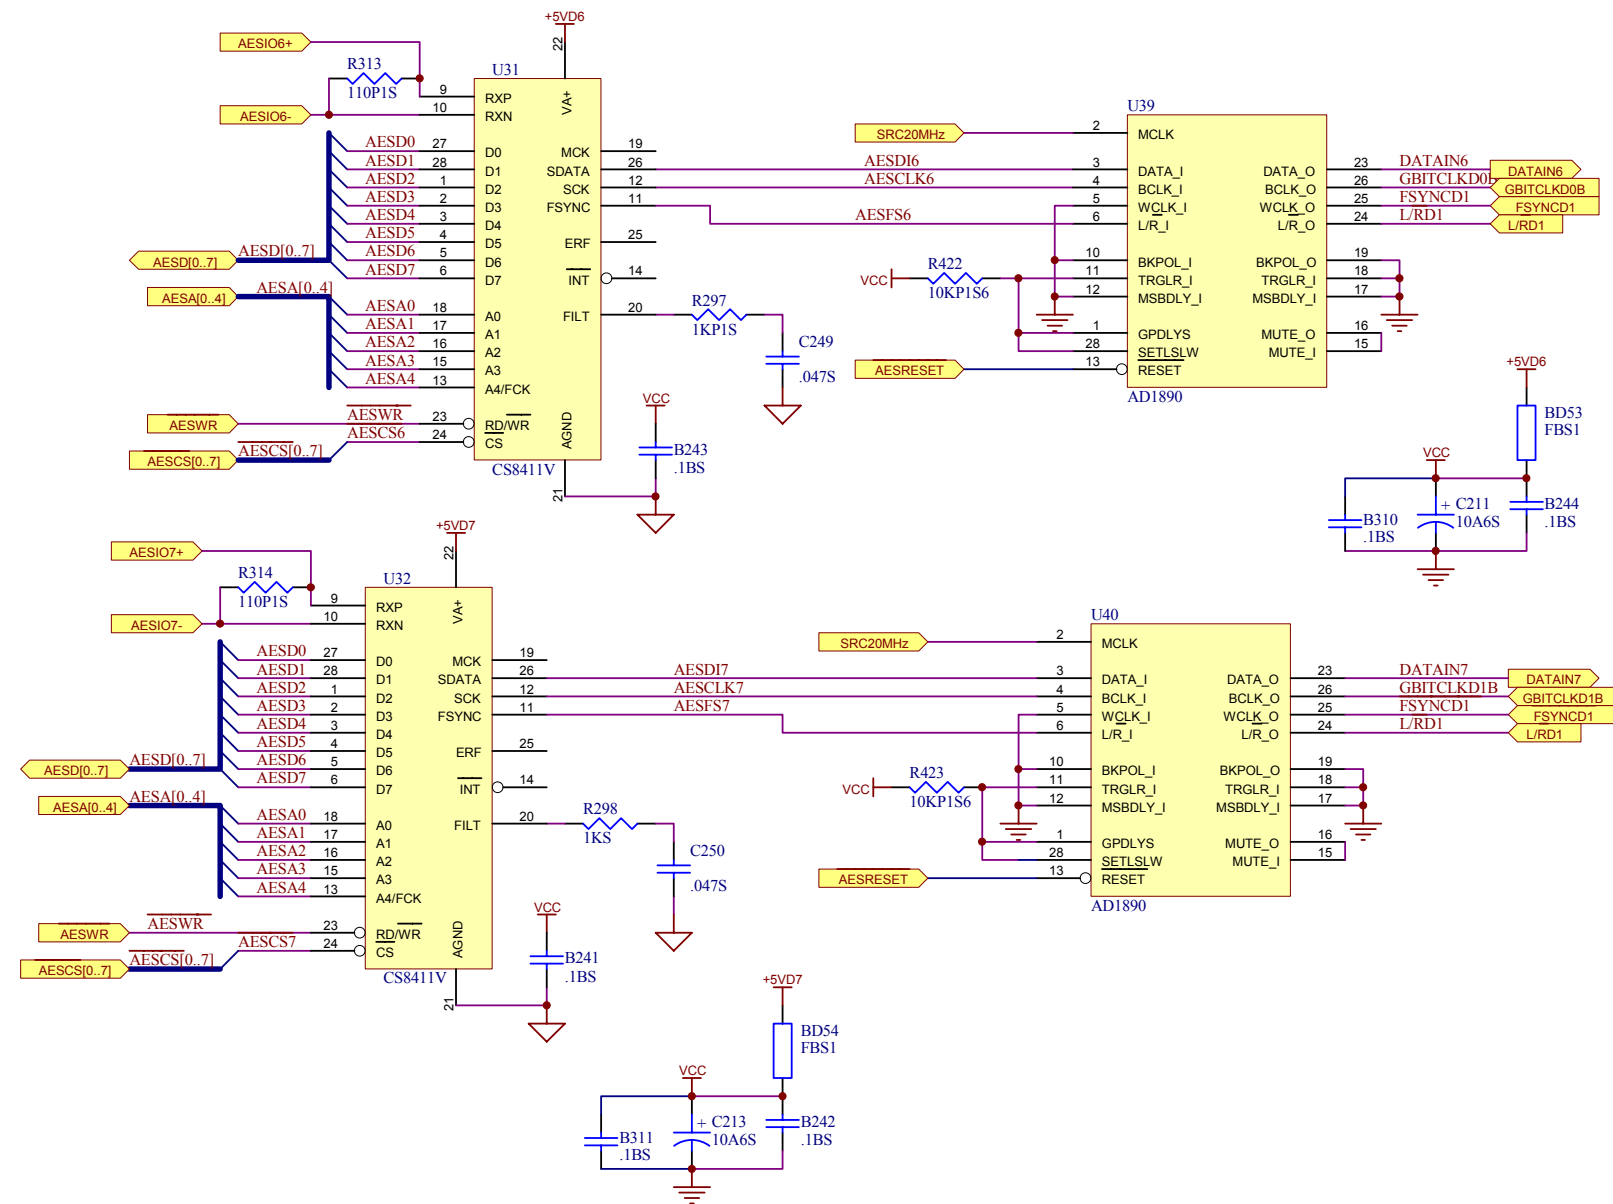 +5VD6
22
AESIO6+
R313
110P1S
AESIO6-
U31
9 RXP
10 RXN
VA+
AESD0 27 D0
AESD1 28 D1
AESD2 1 D2
AESD3 2 D3
AESD4 3 D4
AESD5 4 D5
AESD6 5 D6
AESD7 6 D7
AESD[0..7] AESD[0..7]
AESA[0..4] AESA[0..4]
AESA0 18 A0
AESA1 17 A1
AESA2 16 A2
AESA3 15 A3
AESA4 13 A4/FCK
AESWR AESWR 23 RD/WR
AESCS[0..7] AESCS[0..7] AESCS6 24 CS
MCK 19
SDATA 26
SCK 12
FSYNC 11
ERF 25
INT 14
FILT 20
AGND
21
CS8411V
R297
1KP1S
C249
.047S
VCC
B243
.1BS
AESDI6
AESCLK6
AESFS6
U39
SRC20MHz 2 MCLK
3 DATA_I
4 BCLK_I
5 WCLK_I
6 L/R_I
10 BKPOL_I
11 TRGLR_I
12 MSBDLY_I
1 GPDLYS
28 SETLSLW
AESRESET 13 RESET
VCC
R422
10KP1S6
DATA_O 23 DATAIN6 DATAIN6
BCLK_O 26 GBITCLKD0B GBITCLKD0B
WCLK_O 25 FSYNCD1 FSYNCD1
L/R_O 24 L/RD1 L/RD1
BKPOL_O 19
TRGLR_I 18
MSBDLY_I 17
MUTE_O 16
MUTE_I 15
AD1890
+5VD6
BD53
FBS1
VCC
B310
.1BS
+ C211
10A6S
B244
.1BS
+5VD7
22
AESIO7+
R314
110P1S
AESIO7-
U32
9 RXP
10 RXN
VA+
AESD0 27 D0
AESD1 28 D1
AESD2 1 D2
AESD3 2 D3
AESD4 3 D4
AESD5 4 D5
AESD6 5 D6
AESD7 6 D7
AESD[0..7] AESD[0..7]
AESA[0..4] AESA[0..4]
AESA0 18 A0
AESA1 17 A1
AESA2 16 A2
AESA3 15 A3
AESA4 13 A4/FCK
AESWR AESWR 23 RD/WR
AESCS[0..7] AESCS[0..7] AESCS7 24 CS
MCK 19
SDATA 26
SCK 12
FSYNC 11
ERF 25
INT 14
FILT 20
AGND
21
CS8411V
R298
1KS
C250
.047S
VCC
B241
.1BS
AESDI7
AESCLK7
AESFS7
U40
SRC20MHz 2 MCLK
3 DATA_I
4 BCLK_I
5 WCLK_I
6 L/R_I
10 BKPOL_I
11 TRGLR_I
12 MSBDLY_I
1 GPDLYS
28 SETLSLW
AESRESET 13 RESET
VCC
R423
10KP1S6
DATA_O 23 DATAIN7 DATAIN7
BCLK_O 26 GBITCLKD1B GBITCLKD1B
WCLK_O 25 FSYNCD1 FSYNCD1
L/R_O 24 L/RD1 L/RD1
BKPOL_O 19
TRGLR_I 18
MSBDLY_I 17
MUTE_O 16
MUTE_I 15
AD1890
+5VD7
BD54
FBS1
VCC
B311
.1BS
+ C213
10A6S
B242
.1BS